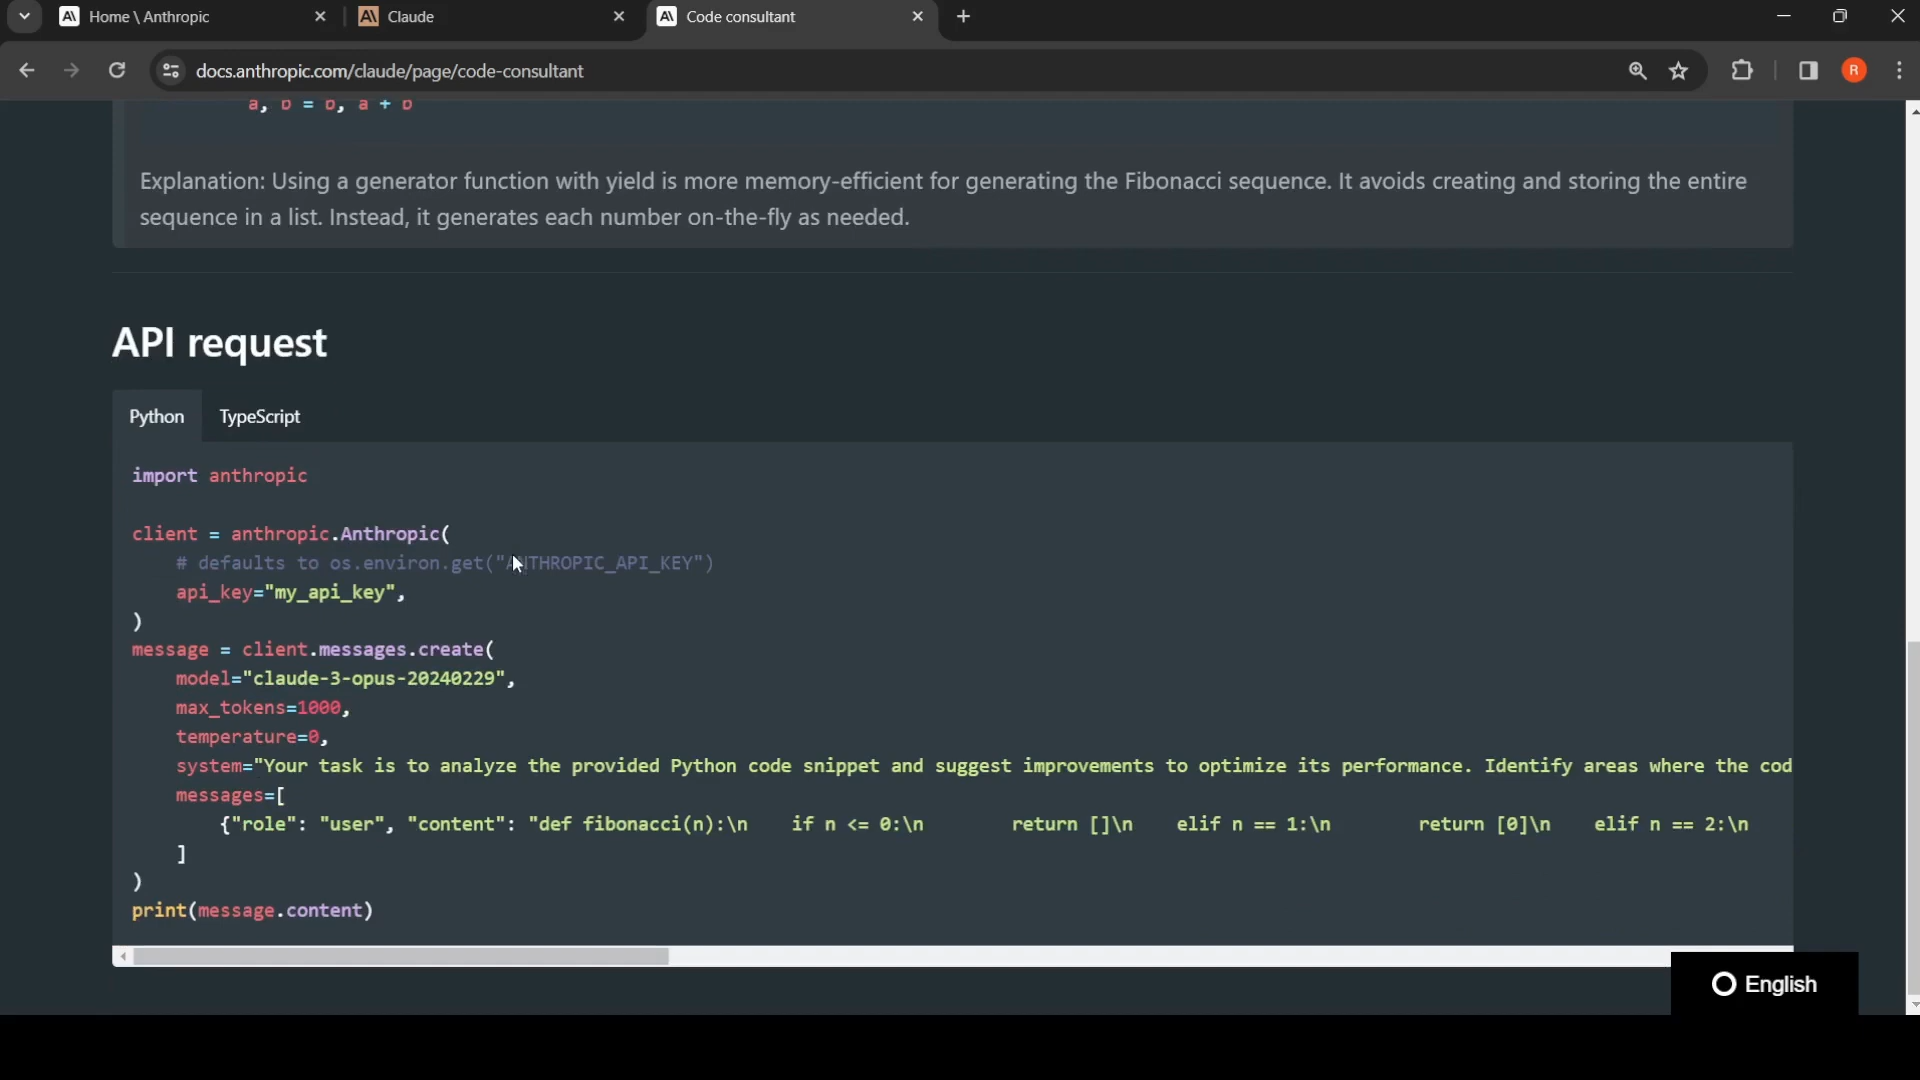 Home \ Anthropic
Claude
Code consultant
docs.anthropic.com/claude/page/code-consultant
R
a, b = b, a + b
Explanation: Using a generator function with yield is more memory-efficient for generating the Fibonacci sequence. It avoids creating and storing the entire
sequence in a list. Instead, it generates each number on-the-fly as needed.
API request
Python TypeScript
import anthropic
client = anthropic.Anthropic(
# defaults to os.environ.get("ANTHROPIC_API_KEY")
api_key="my_api_key",
)
message = client.messages.create(
model="claude-3-opus-20240229",
max_tokens=1000,
temperature=0,
system="Your task is to analyze the provided Python code snippet and suggest improvements to optimize its performance. Identify areas where the cod
messages=[
{"role": "user", "content": "def fibonacci(n):\n    if n <= 0:\n        return []\n    elif n == 1:\n        return [0]\n    elif n == 2:\n
]
)
print(message.content)
English